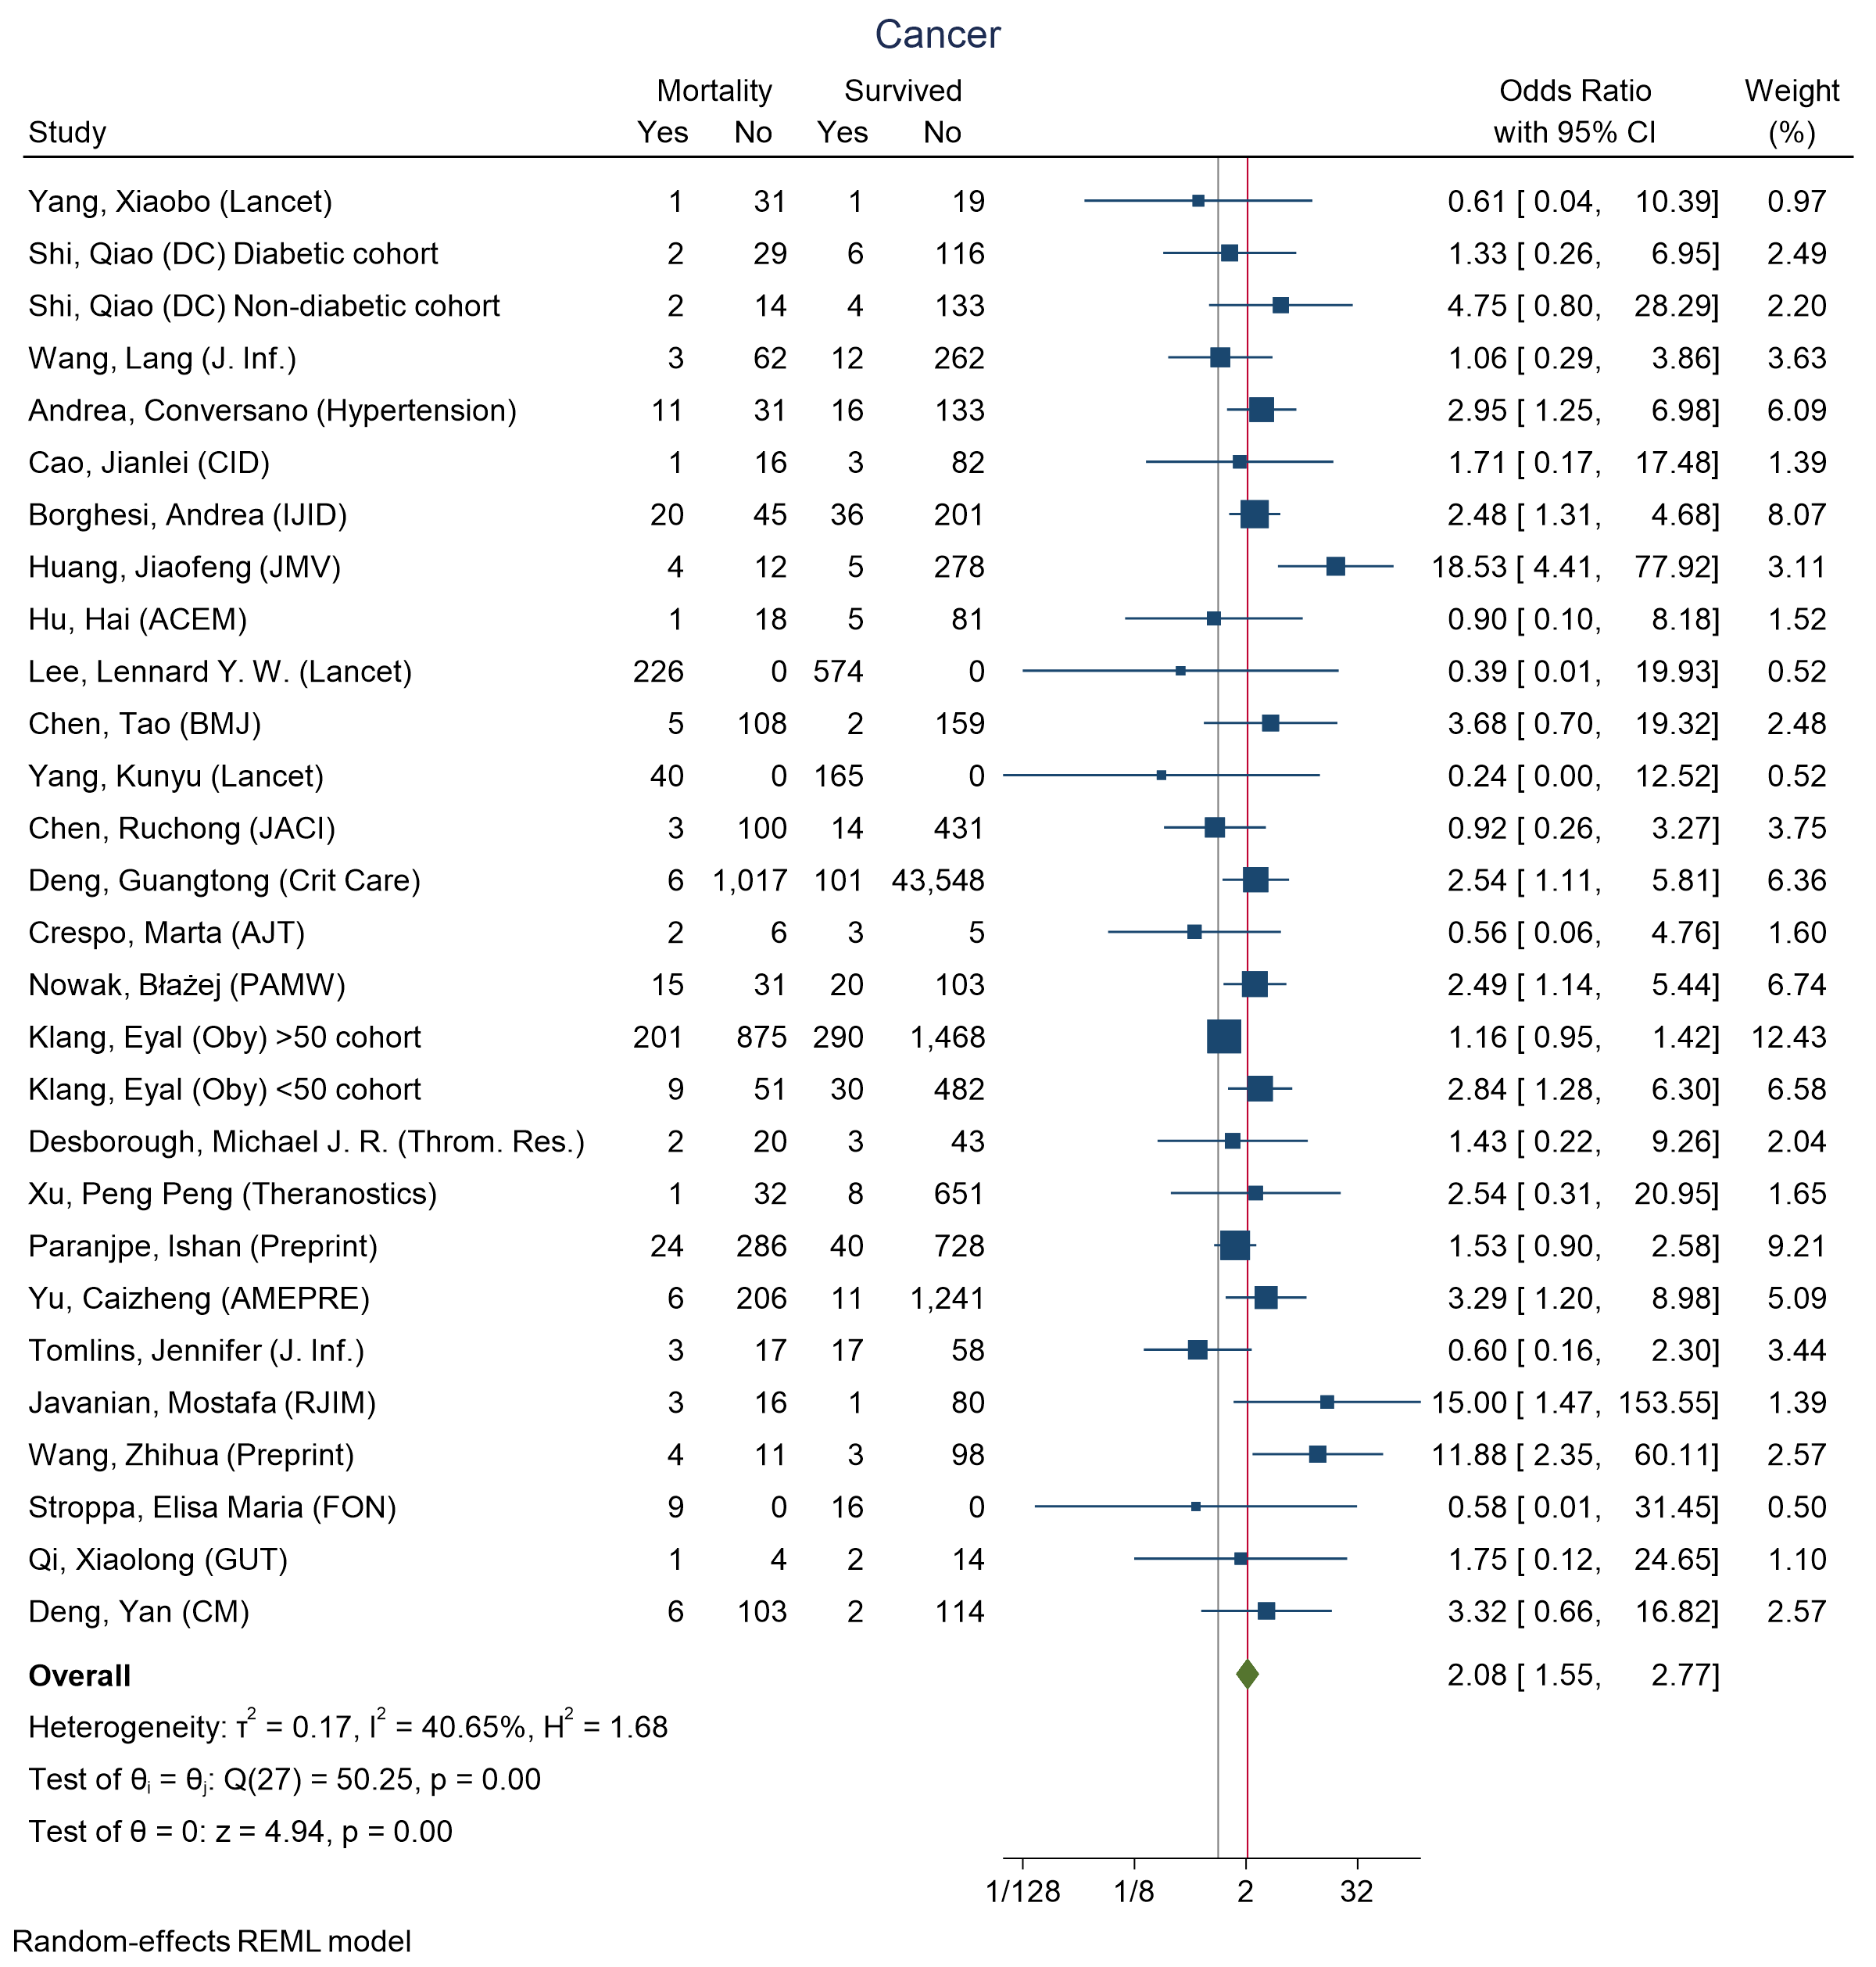 Cancer
Mortality Survived Odds Ratio Weight
Study Yes No Yes No with 95% CI (%)
Yang, Xiaobo (Lancet) 1 31 1 19 0.61 [ 0.04, 10.39] 0.97
Shi, Qiao (DC) Diabetic cohort 2 29 6 116 1.33 [ 0.26, 6.95] 2.49
Shi, Qiao (DC) Non-diabetic cohort 2 14 4 133 4.75 [ 0.80, 28.29] 2.20
Wang, Lang (J. Inf.) 3 62 12 262 1.06 [ 0.29, 3.86] 3.63
Andrea, Conversano (Hypertension) 11 31 16 133 2.95 [ 1.25, 6.98] 6.09
Cao, Jianlei (CID) 1 16 3 82 1.71 [ 0.17, 17.48] 1.39
Borghesi, Andrea (IJID) 20 45 36 201 2.48 [ 1.31, 4.68] 8.07
Huang, Jiaofeng (JMV) 4 12 5 278 18.53 [ 4.41, 77.92] 3.11
Hu, Hai (ACEM) 1 18 5 81 0.90 [ 0.10, 8.18] 1.52
Lee, Lennard Y. W. (Lancet) 226 0 574 0 0.39 [ 0.01, 19.93] 0.52
Chen, Tao (BMJ) 5 108 2 159 3.68 [ 0.70, 19.32] 2.48
Yang, Kunyu (Lancet) 40 0 165 0 0.24 [ 0.00, 12.52] 0.52
Chen, Ruchong (JACI) 3 100 14 431 0.92 [ 0.26, 3.27] 3.75
Deng, Guangtong (Crit Care) 6 1,017 101 43,548 2.54 [ 1.11, 5.81] 6.36
Crespo, Marta (AJT) 2 6 3 5 0.56 [ 0.06, 4.76] 1.60
Nowak, Błażej (PAMW) 15 31 20 103 2.49 [ 1.14, 5.44] 6.74
Klang, Eyal (Oby) >50 cohort 201 875 290 1,468 1.16 [ 0.95, 1.42] 12.43
Klang, Eyal (Oby) <50 cohort 9 51 30 482 2.84 [ 1.28, 6.30] 6.58
Desborough, Michael J. R. (Throm. Res.) 2 20 3 43 1.43 [ 0.22, 9.26] 2.04
Xu, Peng Peng (Theranostics) 1 32 8 651 2.54 [ 0.31, 20.95] 1.65
Paranjpe, Ishan (Preprint) 24 286 40 728 1.53 [ 0.90, 2.58] 9.21
Yu, Caizheng (AMEPRE) 6 206 11 1,241 3.29 [ 1.20, 8.98] 5.09
Tomlins, Jennifer (J. Inf.) 3 17 17 58 0.60 [ 0.16, 2.30] 3.44
Javanian, Mostafa (RJIM) 3 16 1 80 15.00 [ 1.47, 153.55] 1.39
Wang, Zhihua (Preprint) 4 11 3 98 11.88 [ 2.35, 60.11] 2.57
Stroppa, Elisa Maria (FON) 9 0 16 0 0.58 [ 0.01, 31.45] 0.50
Qi, Xiaolong (GUT) 1 4 2 14 1.75 [ 0.12, 24.65] 1.10
Deng, Yan (CM) 6 103 2 114 3.32 [ 0.66, 16.82] 2.57
Overall 2.08 [ 1.55, 2.77]
Heterogeneity: τ² = 0.17, I² = 40.65%, H² = 1.68
Test of θᵢ = θⱼ: Q(27) = 50.25, p = 0.00
Test of θ = 0: z = 4.94, p = 0.00
1/128 1/8 2 32
Random-effects REML model